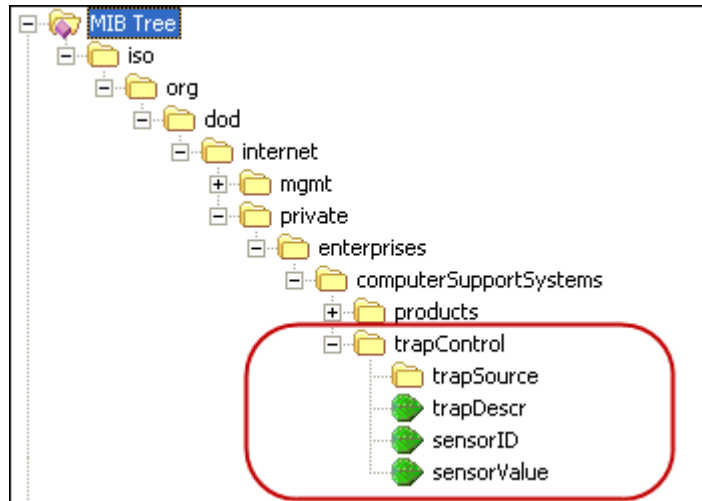 MIB Tree
iso
org
dod
internet
mgmt
private
enterprises
computerSupportSystems
products
trapControl
trapSource
trapDescr
sensorID
sensorValue